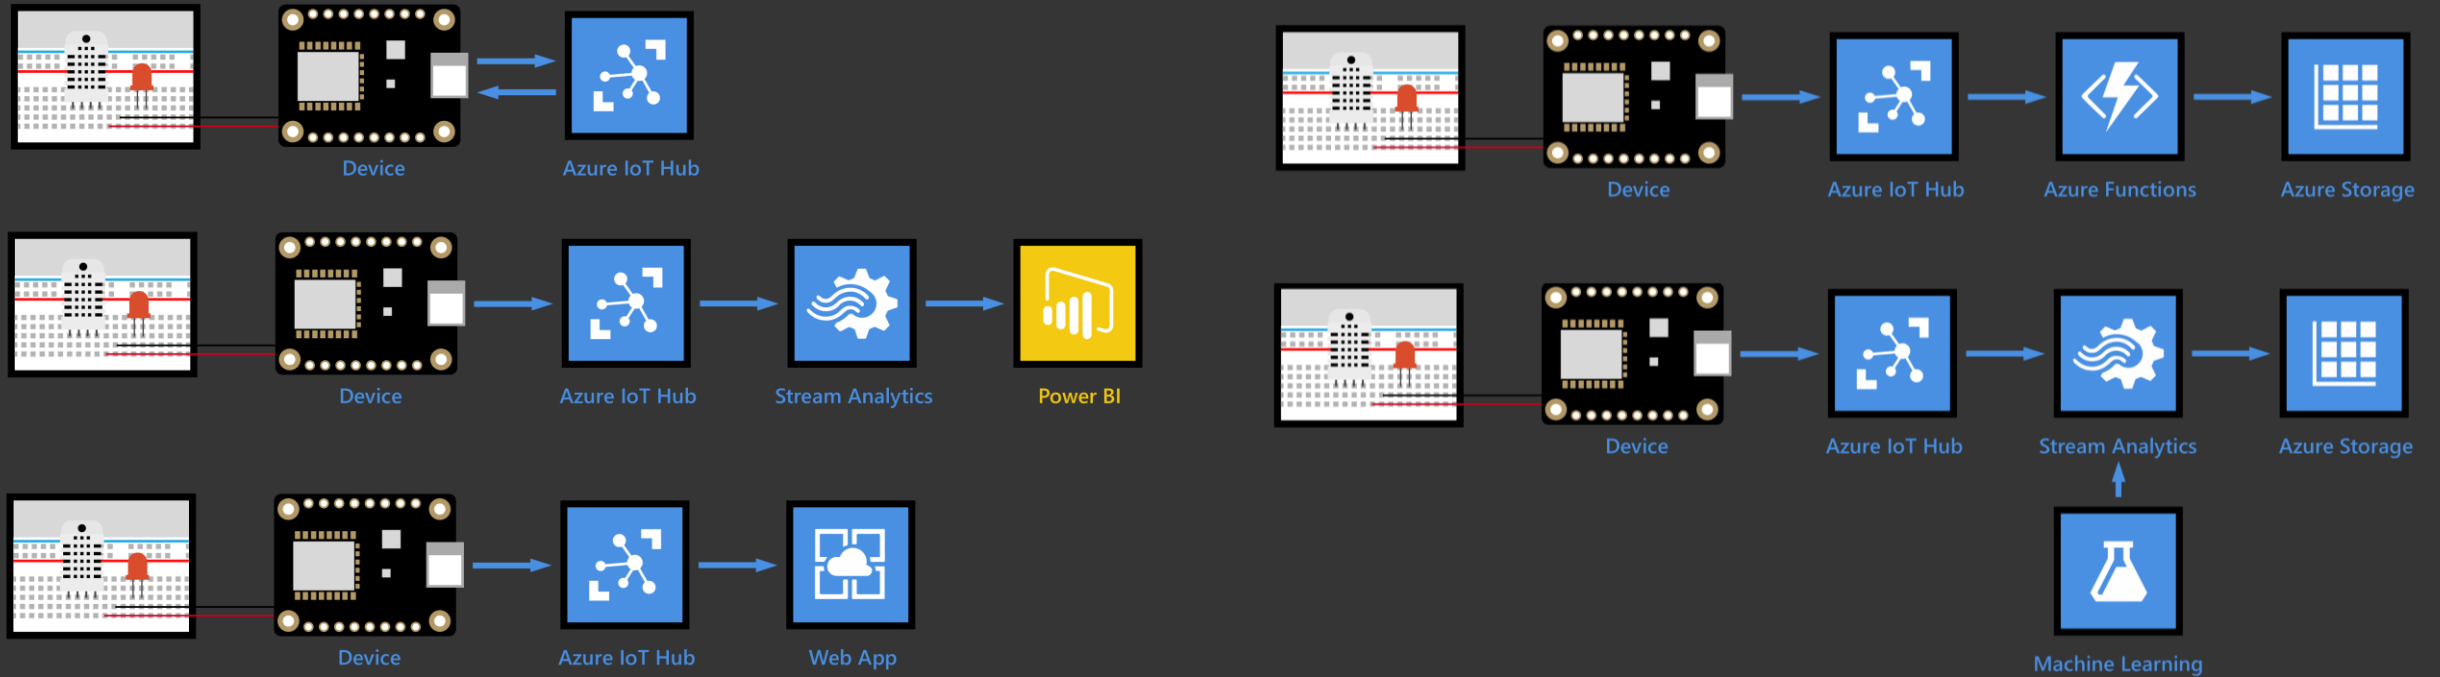 Device
Azure IoT Hub
Device
Azure IoT Hub
Stream Analytics
Power BI
Device
Azure IoT Hub
Web App
Device
Azure IoT Hub
Azure Functions
Azure Storage
Device
Azure IoT Hub
Stream Analytics
Azure Storage
Machine Learning